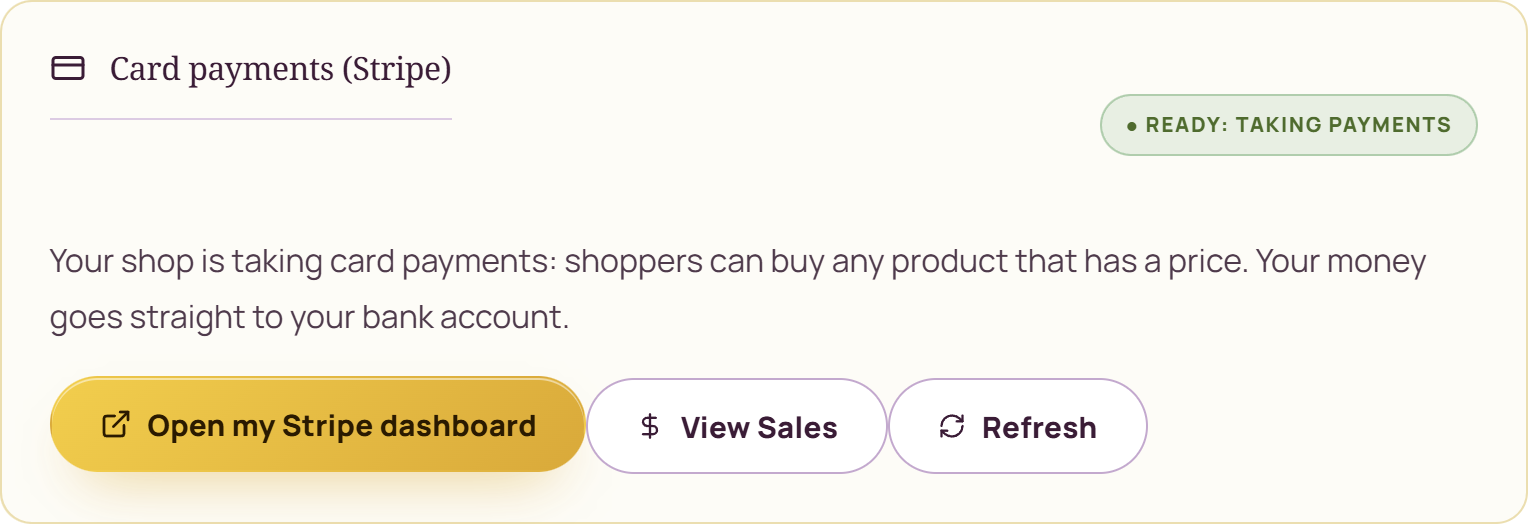 Card payments (Stripe)
● READY: TAKING PAYMENTS
Your shop is taking card payments: shoppers can buy any product that has a price. Your money
goes straight to your bank account.
Open my Stripe dashboard
$ View Sales
Refresh